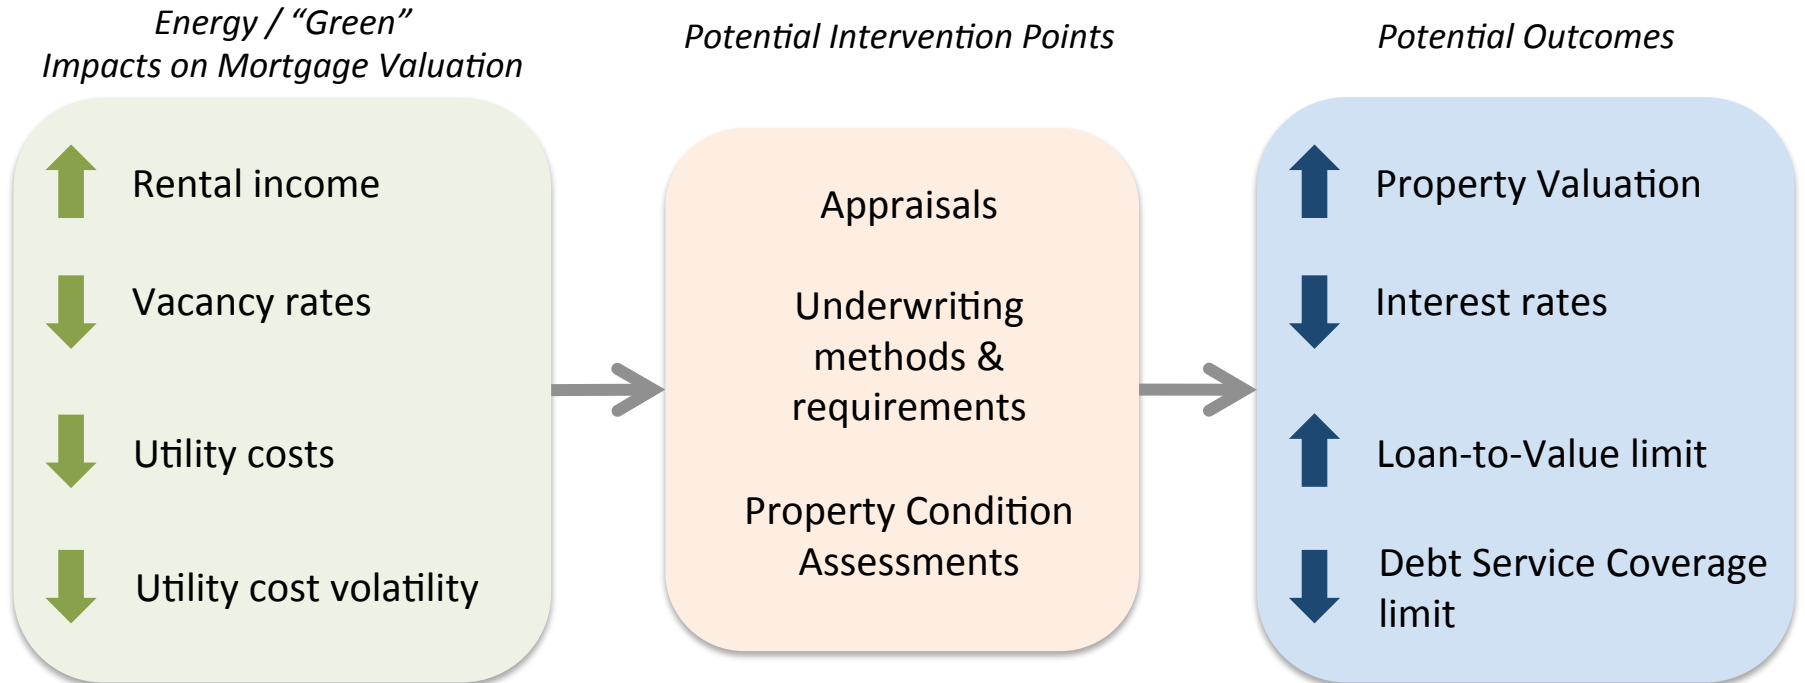 Energy / “Green”
Impacts on Mortgage Valuation
Rental income
Vacancy rates
Utility costs
Utility cost volatility
Potential Intervention Points
Appraisals
Underwriting
methods &
requirements
Property Condition
Assessments
Potential Outcomes
Property Valuation
Interest rates
Loan-to-Value limit
Debt Service Coverage
limit